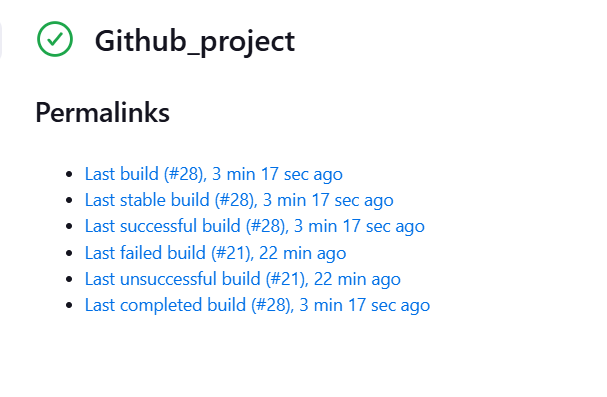 Github_project
Permalinks
Last build (#28), 3 min 17 sec ago
Last stable build (#28), 3 min 17 sec ago
Last successful build (#28), 3 min 17 sec ago
Last failed build (#21), 22 min ago
Last unsuccessful build (#21), 22 min ago
Last completed build (#28), 3 min 17 sec ago